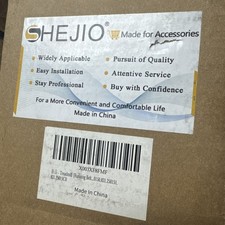 SHEJIO Made for Accessories
Widely Applicable
Pursuit of Quality
Easy Installation
Attentive Service
Stay Professional
Buy with Confidence
For a More Convenient and Comfortable Life
Made in China
Made in China